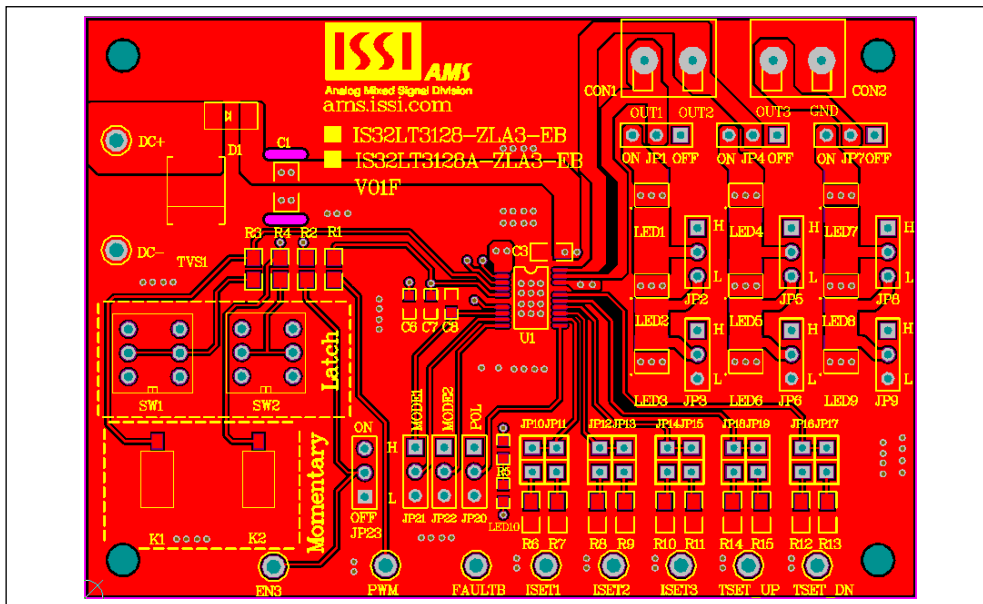 ISSI
AMS
Analog Mixed Signal Division
ams.issi.com
IS32LT3128-ZLA3-EB
IS32LT3128A-ZLA3-EB
V01F
CON1
CON2
OUT1 OUT2 OUT3 GND
ON JP1 OFF ON JP4 OFF ON JP7 OFF
DC+
D1
C1
DC-
TVS1
R3 R4 R2 R1
C3
LED1 LED4 LED7
H H H
L L L
JP2 JP5 JP8
C6 C7 C8
U1
LED2 LED5 LED8
H H H
L L L
LED3 JP3 LED6 JP6 LED9 JP9
SW1 SW2
Latch
MODE1 MODE2 POL
ON
H
L
OFF
JP23
JP21 JP22 JP20
R5
LED10
JP10 JP11 JP12 JP13 JP14 JP15 JP18 JP19 JP16 JP17
R6 R7 R8 R9 R10 R11 R14 R15 R12 R13
Momentary
K1 K2
EN3 PWM FAULTB ISET1 ISET2 ISET3 TSET_UP TSET_DN